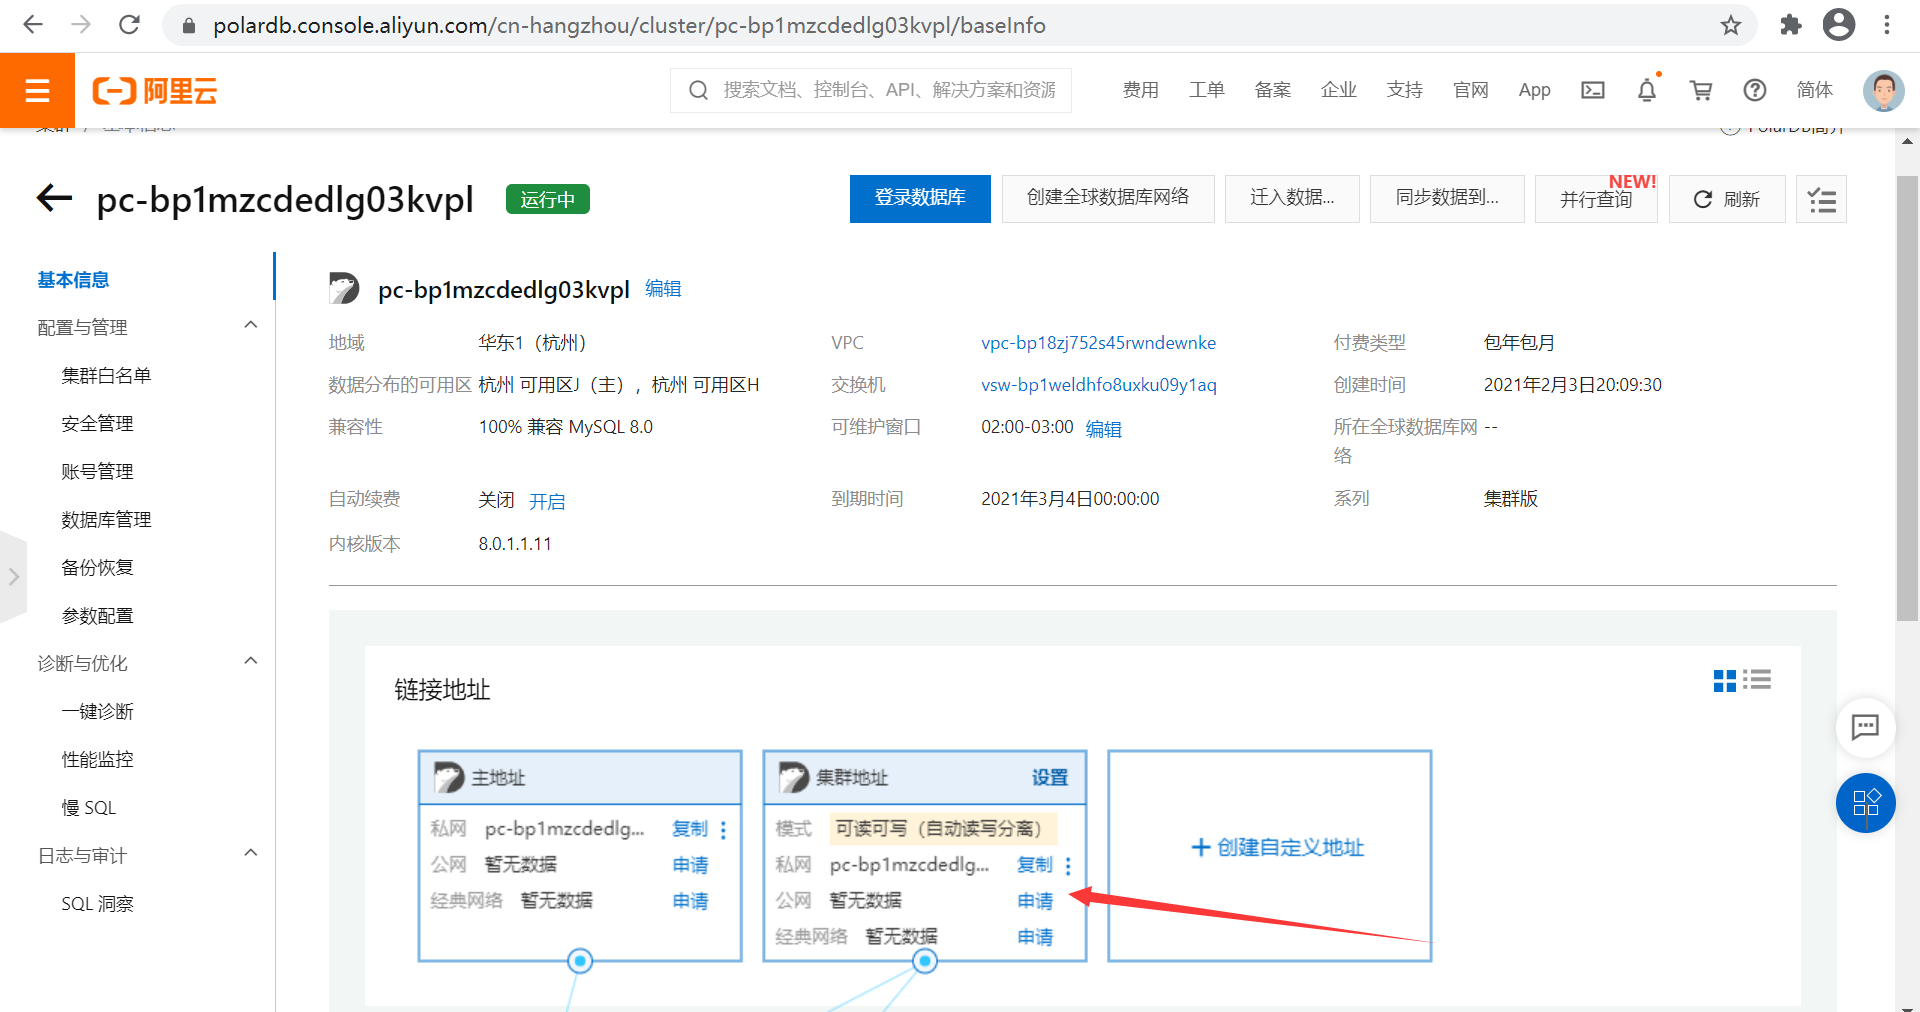 polardb.console.aliyun.com/cn-hangzhou/cluster/pc-bp1mzcdedlg03kvpl/baseInfo
阿里云
搜索文档、控制台、API、解决方案和资源
费用 工单 备案 企业 支持 官网 App 简体
集群 / 基本信息
PolarDB简介
pc-bp1mzcdedlg03kvpl 运行中
登录数据库 创建全球数据库网络 迁入数据... 同步数据到... 并行查询 NEW! 刷新
基本信息
配置与管理
集群白名单
安全管理
账号管理
数据库管理
备份恢复
参数配置
诊断与优化
一键诊断
性能监控
慢 SQL
日志与审计
SQL 洞察
pc-bp1mzcdedlg03kvpl 编辑
地域 华东1（杭州） VPC vpc-bp18zj752s45rwndewnke 付费类型 包年包月
数据分布的可用区 杭州 可用区J（主），杭州 可用区H 交换机 vsw-bp1weldhfo8uxku09y1aq 创建时间 2021年2月3日20:09:30
兼容性 100% 兼容 MySQL 8.0 可维护窗口 02:00-03:00 编辑 所在全球数据库网 --
络
自动续费 关闭 开启 到期时间 2021年3月4日00:00:00 系列 集群版
内核版本 8.0.1.1.11
链接地址
主地址
私网 pc-bp1mzcdedlg... 复制
公网 暂无数据 申请
经典网络 暂无数据 申请
集群地址 设置
模式 可读可写（自动读写分离）
私网 pc-bp1mzcdedlg... 复制
公网 暂无数据 申请
经典网络 暂无数据 申请
创建自定义地址